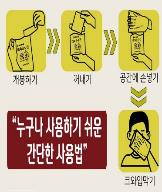 개봉하기
꺼내기
공간에 손넣기
"누구나 사용하기 쉬운
간단한 사용법"
코와입막기